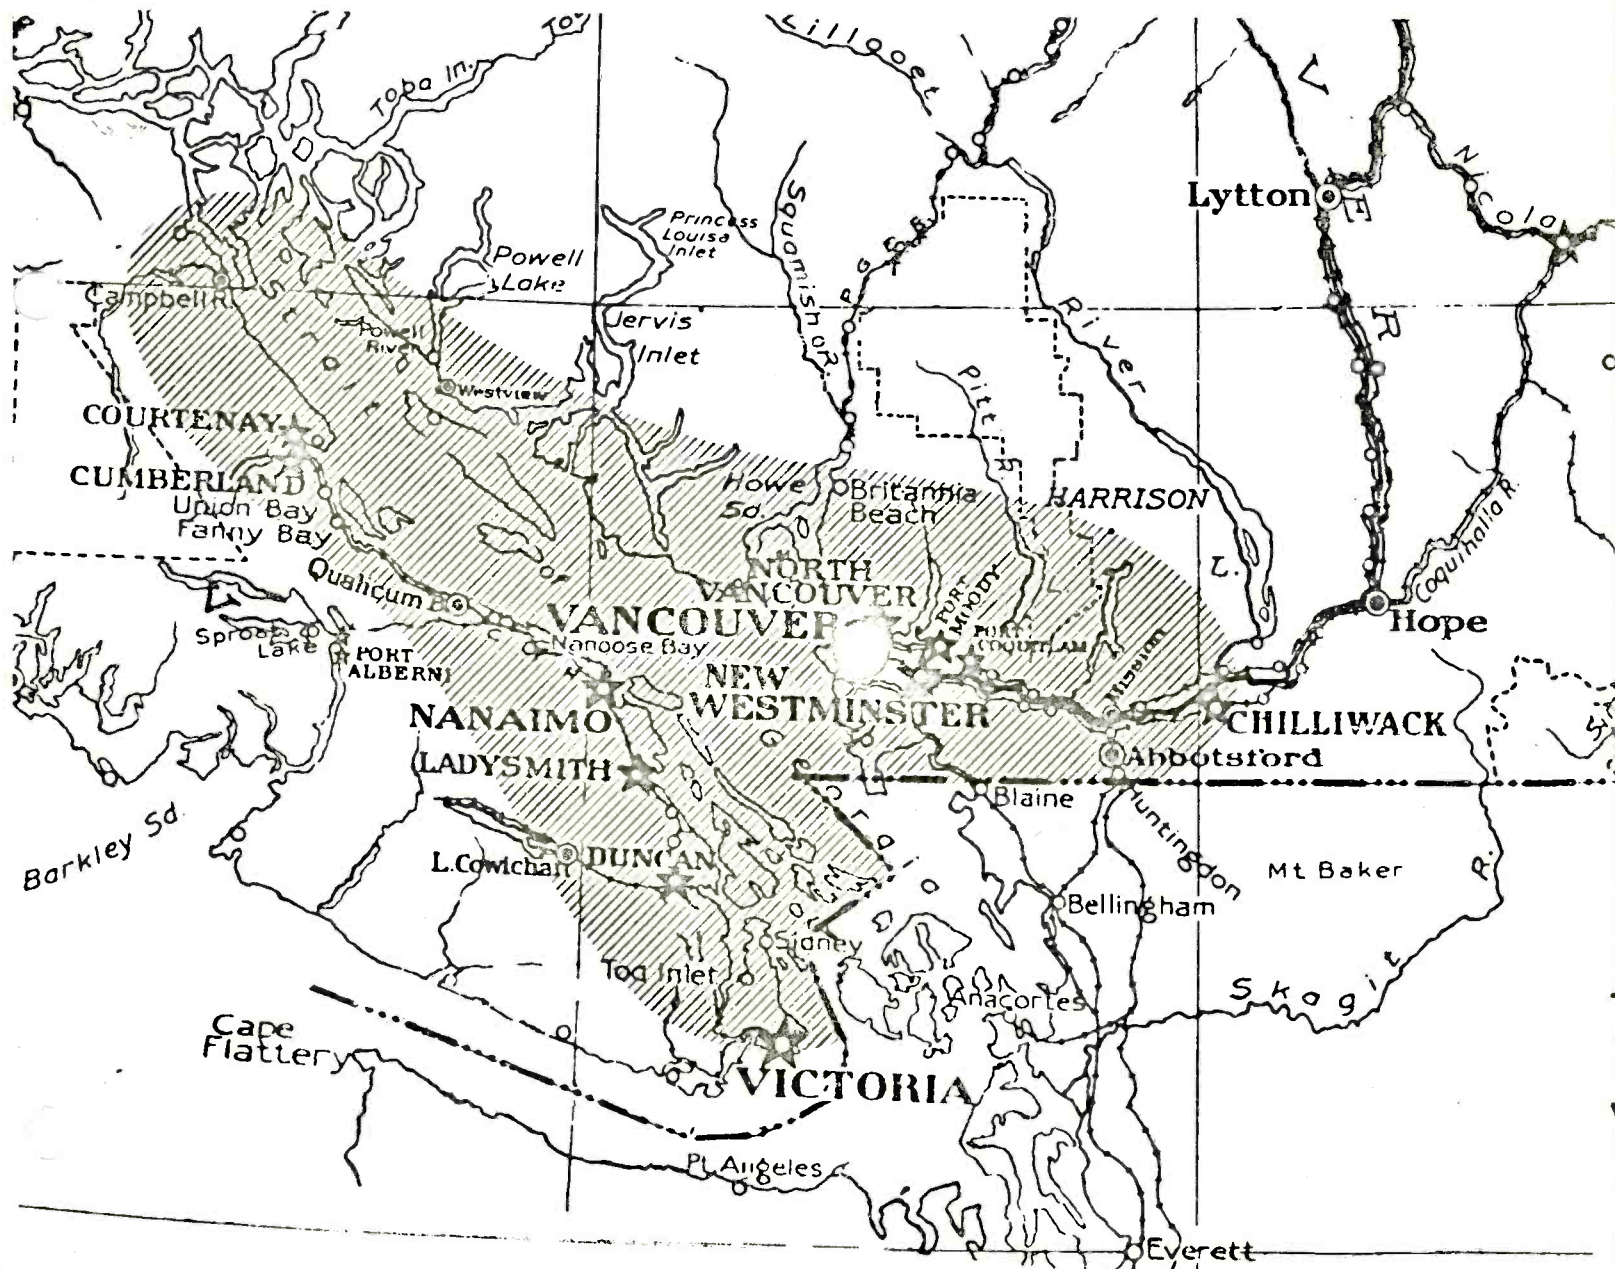 Toba In.
Lillooet
Lytton
Nicola
Princess
Louisa
Inlet
Powell
Lake
Squamish R.
Campbell R.
Jervis
Inlet
Powell
River
Westview
River
Pitt
R.
COURTENAY
CUMBERLAND
Union Bay
Fanny Bay
Howe
Sd.
Britannia
Beach
HARRISON
L.
Coquihalla R.
Qualicum B.
NORTH
VANCOUVER
VANCOUVER
PORT
MOODY
PORT
COQUITLAM
L.
Hope
Sproat
Lake
PORT
ALBERNI
Nanoose Bay
NEW
WESTMINSTER
Mission
NANAIMO
CHILLIWACK
LADYSMITH
Abbotsford
Blaine
Huntingdon
Barkley Sd.
L. Cowichan
DUNCAN
Mt Baker
R.
Bellingham
Sidney
Tod Inlet
Anacortes
Skagit
Cape
Flattery
VICTORIA
Pt. Angeles
Everett